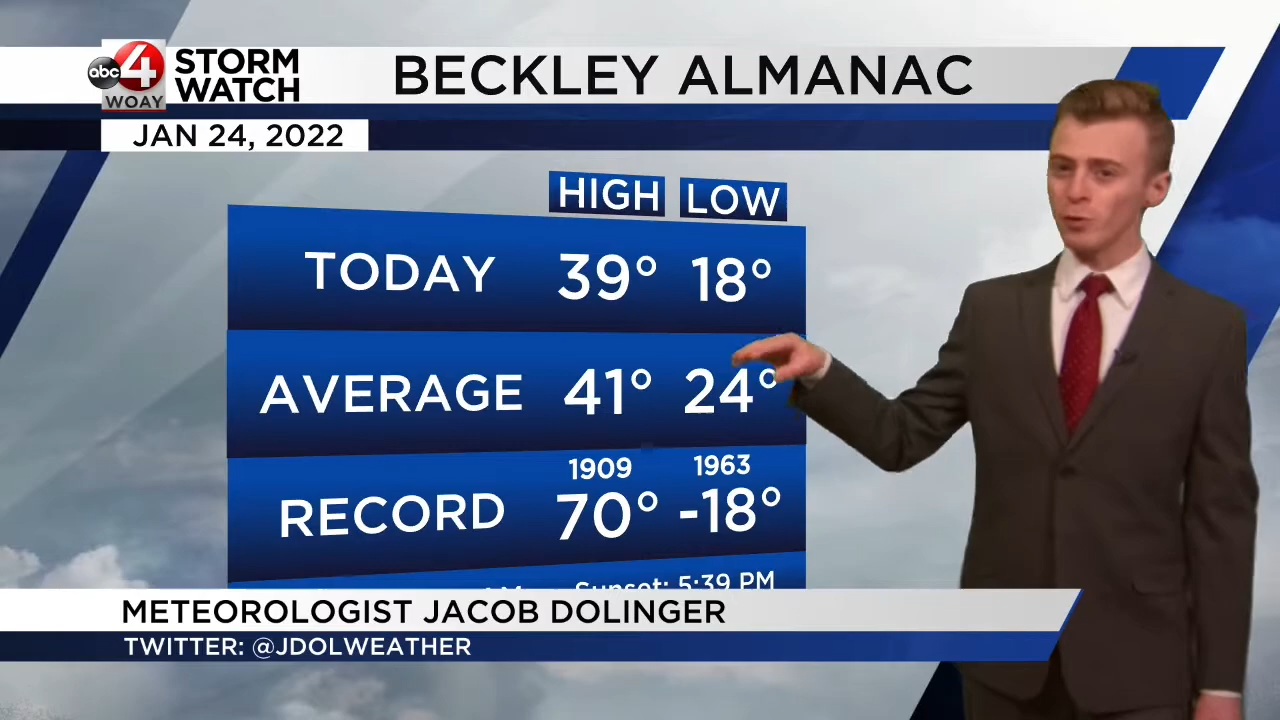 abc 4
WOAY
STORM
WATCH
BECKLEY ALMANAC
JAN 24, 2022
HIGH LOW
TODAY 39° 18°
AVERAGE 41° 24°
1909 1963
RECORD 70° -18°
Sunset: 5:39 PM
METEOROLOGIST JACOB DOLINGER
TWITTER: @JDOLWEATHER